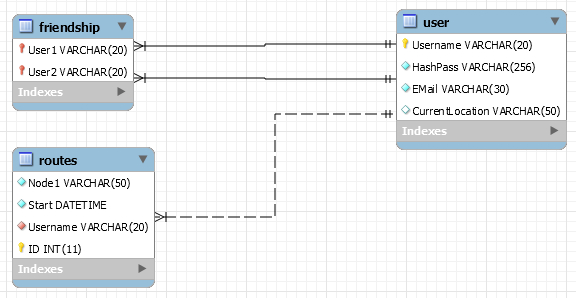 friendship
User1 VARCHAR(20)
User2 VARCHAR(20)
Indexes
user
Username VARCHAR(20)
HashPass VARCHAR(256)
EMail VARCHAR(30)
CurrentLocation VARCHAR(50)
Indexes
routes
Node1 VARCHAR(50)
Start DATETIME
Username VARCHAR(20)
ID INT(11)
Indexes